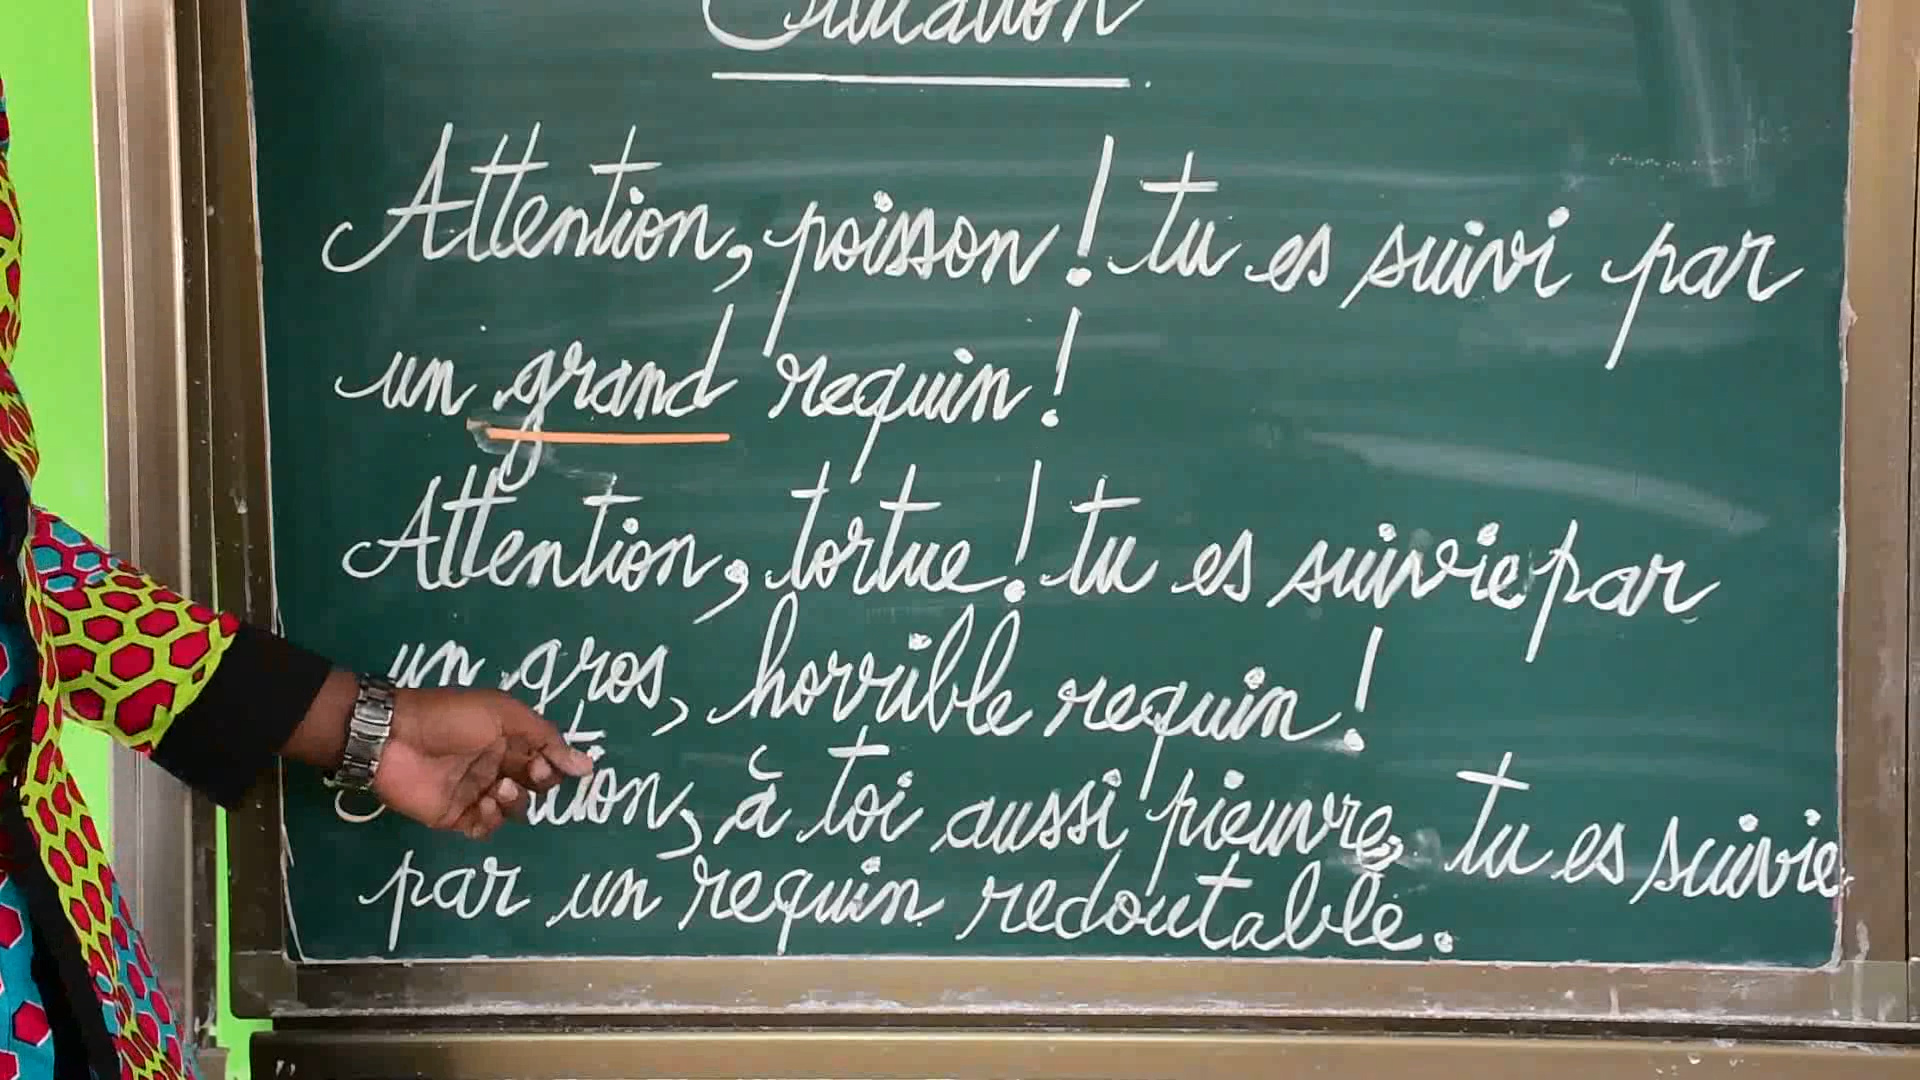 Situation
Attention, poisson ! tu es suivi par
un grand requin !
Attention, tortue ! tu es suivie par
un gros, horrible requin !
à toi aussi pieuvre, tu es suivie
par un requin redoutable.